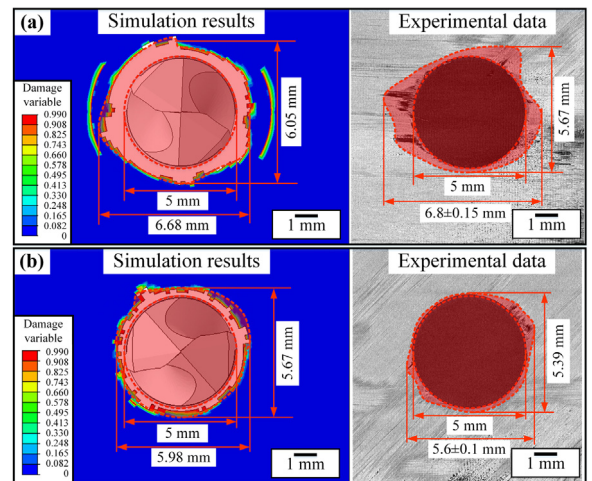 (a)
Simulation results
Experimental data
Damage
variable
0.990
0.908
0.825
0.743
0.660
0.578
0.495
0.413
0.330
0.248
0.165
0.082
0
6.05 mm
5 mm
6.68 mm
1 mm
5.67 mm
5 mm
6.8±0.15 mm
1 mm
(b)
Simulation results
Experimental data
Damage
variable
0.990
0.908
0.825
0.743
0.660
0.578
0.495
0.413
0.330
0.248
0.165
0.082
0
5.67 mm
5 mm
5.98 mm
1 mm
5.39 mm
5 mm
5.6±0.1 mm
1 mm